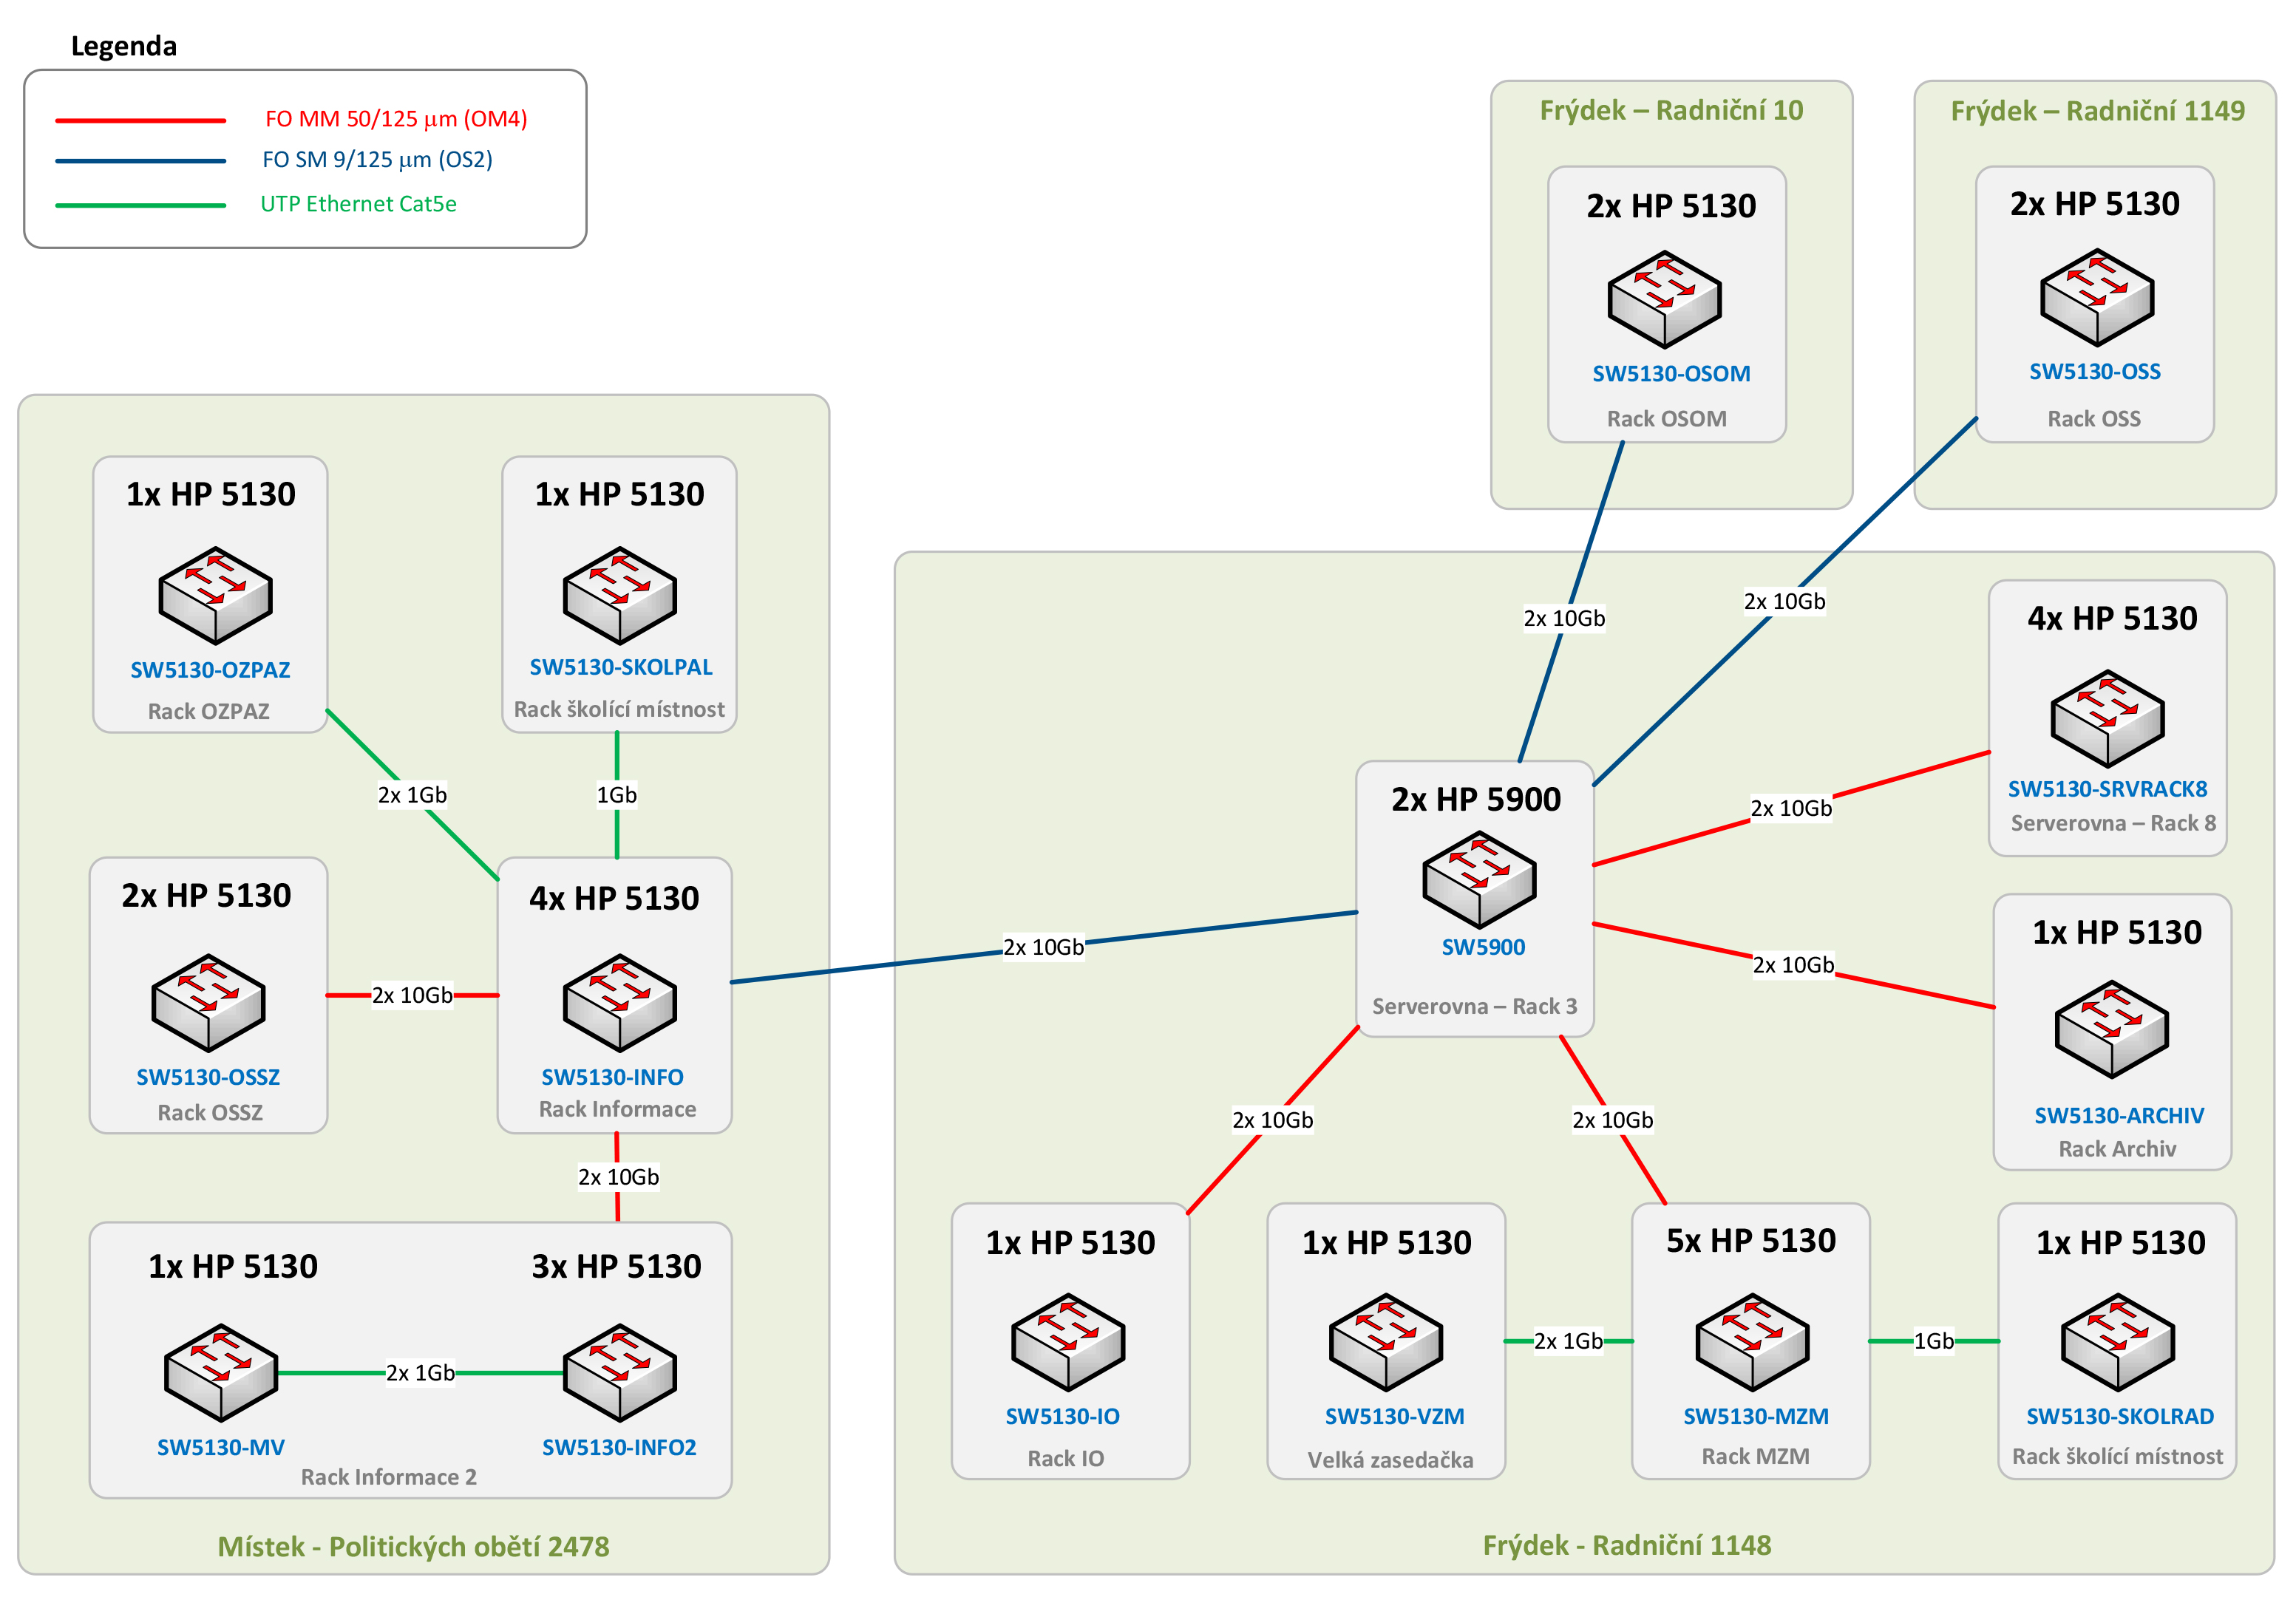 Legenda
FO MM 50/125 μm (OM4)
FO SM 9/125 μm (OS2)
UTP Ethernet Cat5e
Frýdek – Radniční 10
2x HP 5130
SW5130-OSOM
Rack OSOM
Frýdek – Radniční 1149
2x HP 5130
SW5130-OSS
Rack OSS
1x HP 5130
SW5130-OZPAZ
Rack OZPAZ
1x HP 5130
SW5130-SKOLPAL
Rack školící místnost
2x 1Gb
1Gb
2x HP 5130
SW5130-OSSZ
Rack OSSZ
2x 10Gb
4x HP 5130
SW5130-INFO
Rack Informace
2x 10Gb
1x HP 5130
SW5130-MV
2x 1Gb
3x HP 5130
SW5130-INFO2
Rack Informace 2
Místek - Politických obětí 2478
2x 10Gb
2x 10Gb
2x 10Gb
2x HP 5900
SW5900
Serverovna – Rack 3
2x 10Gb
4x HP 5130
SW5130-SRVRACK8
Serverovna – Rack 8
2x 10Gb
1x HP 5130
SW5130-ARCHIV
Rack Archiv
2x 10Gb
2x 10Gb
1x HP 5130
SW5130-IO
Rack IO
1x HP 5130
SW5130-VZM
Velká zasedačka
2x 1Gb
5x HP 5130
SW5130-MZM
Rack MZM
1Gb
1x HP 5130
SW5130-SKOLRAD
Rack školící místnost
Frýdek - Radniční 1148